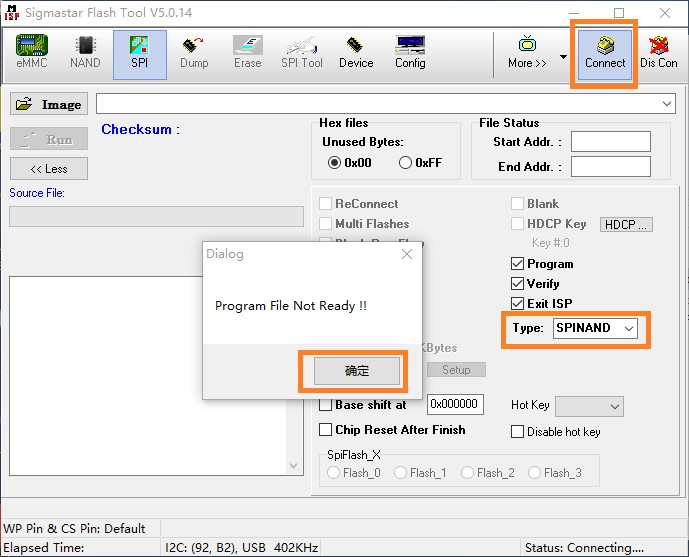 M
ISP
Sigmastar Flash Tool V5.0.14
eMMC NAND SPI Dump Erase SPI Tool Device Config More >> Connect Dis Con
Image
Checksum :
Hex files
File Status
Unused Bytes:
Start Addr. :
Run
0x00 0xFF
End Addr. :
<< Less
Source File:
ReConnect
Blank
Multi Flashes
HDCP Key
HDCP ...
Key #:0
Dialog
Program
Program File Not Ready !!
Verify
Exit ISP
Type: SPINAND
KBytes
确定
Setup
Base shift at
0x000000
Hot Key
Chip Reset After Finish
Disable hot key
SpiFlash_X
Flash_0 Flash_1 Flash_2 Flash_3
WP Pin & CS Pin: Default
Elapsed Time:
I2C: (92, B2), USB 402KHz
Status: Connecting....